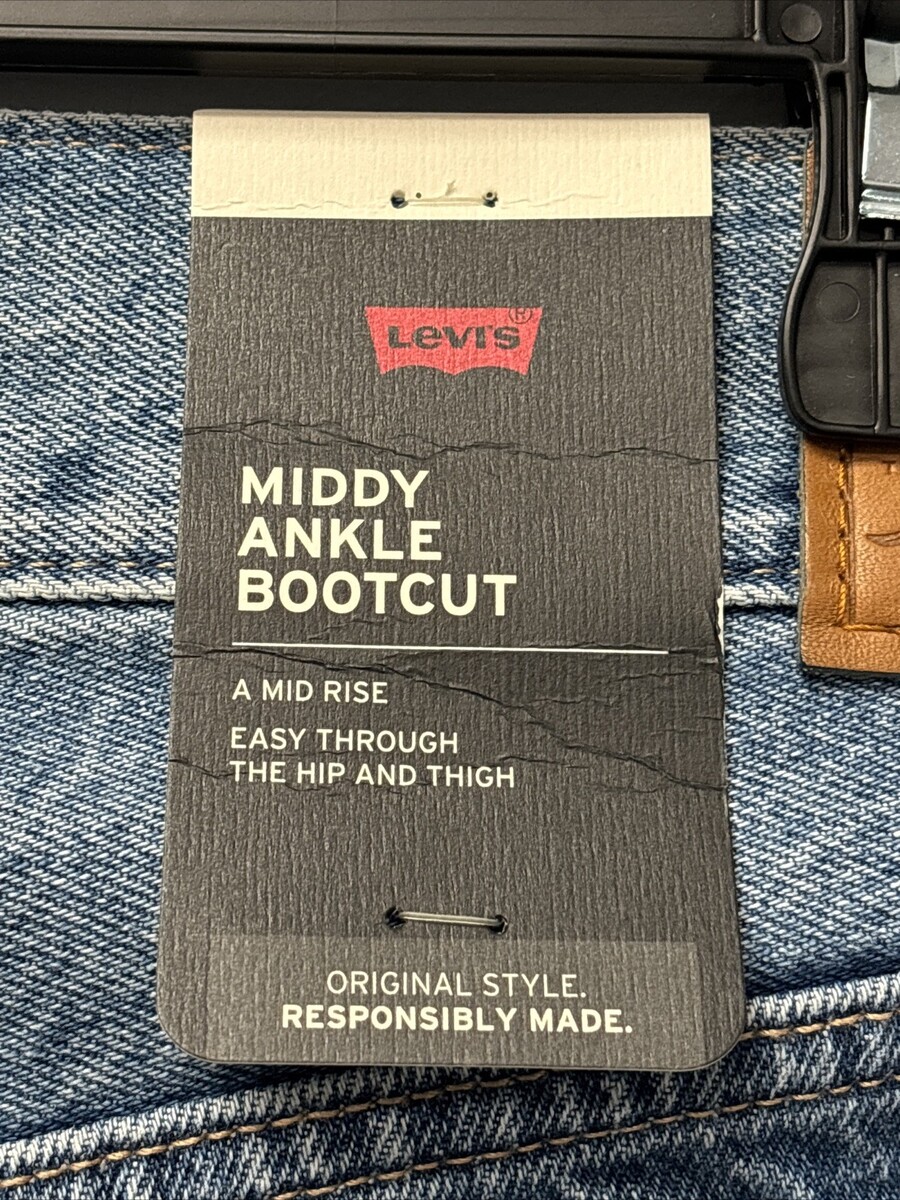 Levi's®
MIDDY
ANKLE
BOOTCUT
A MID RISE
EASY THROUGH
THE HIP AND THIGH
ORIGINAL STYLE.
RESPONSIBLY MADE.